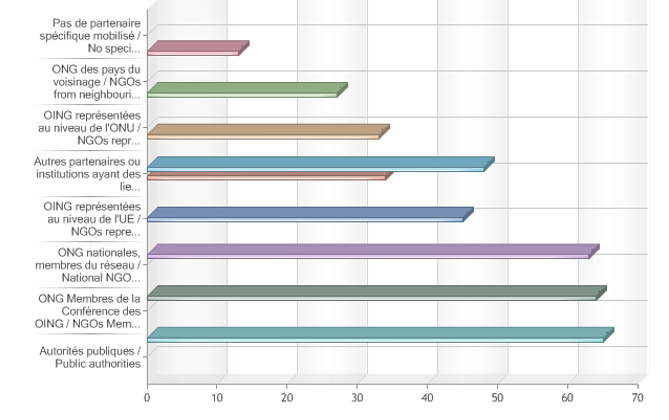 Pas de partenaire
spécifique mobilisé /
No speci...
ONG des pays du
voisinage / NGOs
from neighbouri...
OING représentées
au niveau de l'ONU /
NGOs repr...
Autres partenaires ou
institutions ayant des
lie...
OING représentées
au niveau de l'UE /
NGOs repre...
ONG nationales,
membres du réseau /
National NGO...
ONG Membres de la
Conférence des
OING / NGOs Mem...
Autorités publiques /
Public authorities
0 10 20 30 40 50 60 70